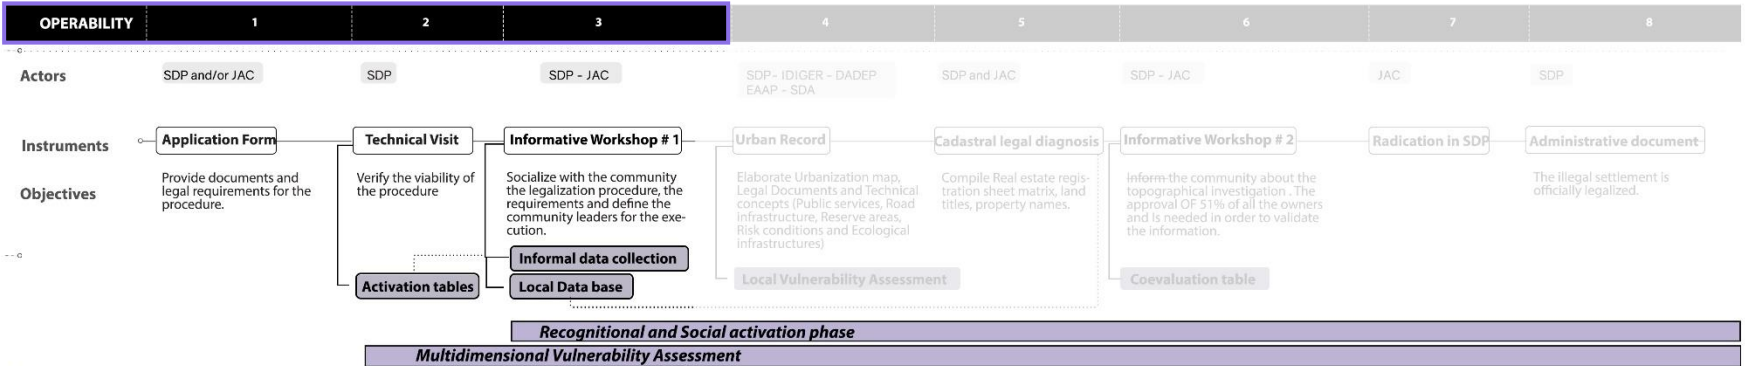 OPERABILITY 1 2 3 4 5 6 7 8
Actors
SDP and/or JAC
SDP
SDP - JAC
SDP- IDIGER - DADEP
EAAP - SDA
SDP and JAC
SDP - JAC
JAC
SDP
Instruments
Application Form
Technical Visit
Informative Workshop # 1
Urban Record
Cadastral legal diagnosis
Informative Workshop # 2
Radication in SDP
Administrative document
Objectives
Provide documents and
legal requirements for the
procedure.
Verify the viability of
the procedure
Socialize with the community
the legalization procedure, the
requirements and define the
community leaders for the exe-
cution.
Elaborate Urbanization map,
Legal Documents and Technical
concepts (Public services, Road
infrastructure, Reserve areas,
Risk conditions and Ecological
infrastructures)
Compile Real estate regis-
tration sheet matrix, land
titles, property names.
Inform the community about the
topographical investigation . The
approval OF 51% of all the owners
and is needed in order to validate
the information.
The illegal settlement is
officially legalized.
Informal data collection
Activation tables
Local Data base
Local Vulnerability Assessment
Coevaluation table
Recognitional and Social activation phase
Multidimensional Vulnerability Assessment